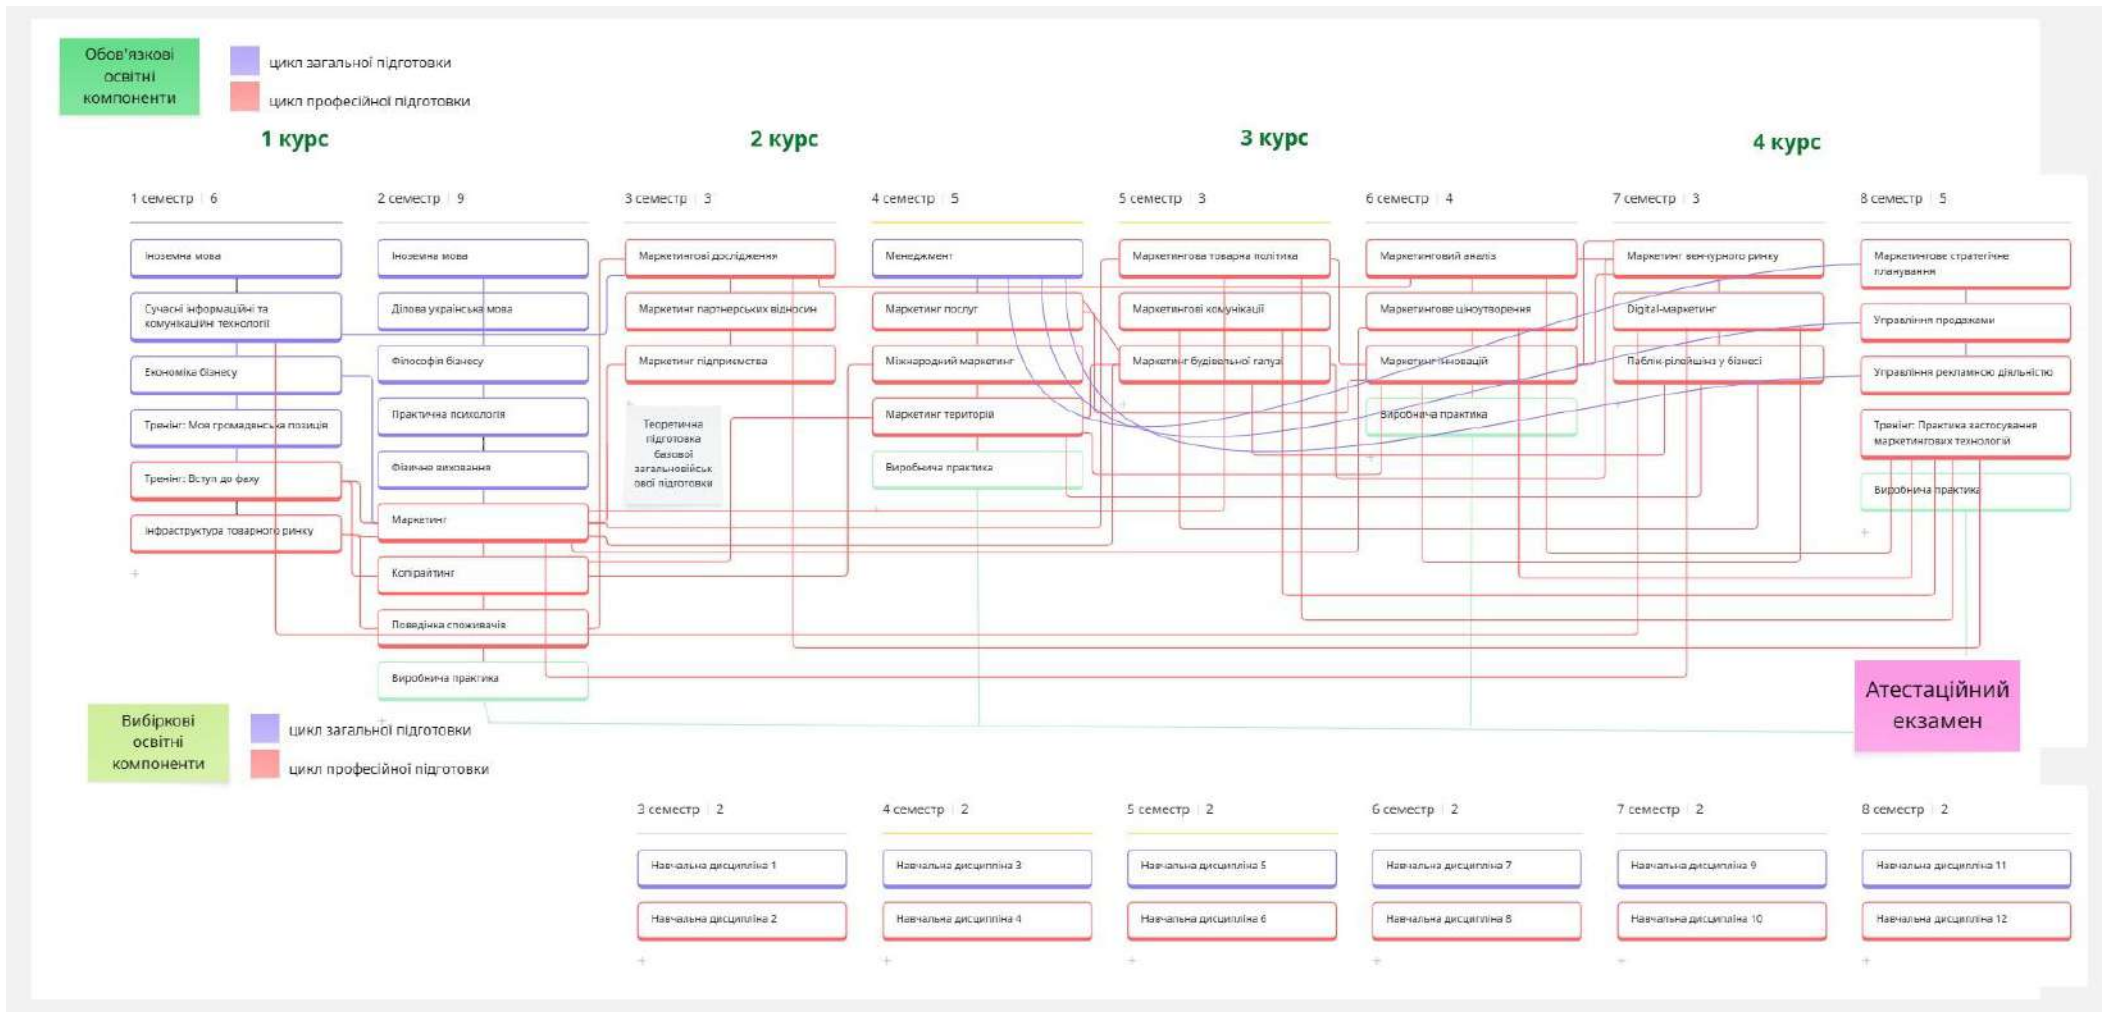 Обов'язкові
освітні
компоненти
цикл загальної підготовки
цикл професійної підготовки
1 курс
2 курс
3 курс
4 курс
1 семестр 6
Іноземна мова
Сучасні інформаційні та
комунікаційні технології
Економіка бізнесу
Тренінг: Моя громадянська позиція
Тренінг: Вступ до фаху
Інфраструктура товарного ринку
+
2 семестр 9
Іноземна мова
Ділова українська мова
Філософія бізнесу
Практична психологія
Фізичне виховання
Маркетинг
Копірайтинг
Поведінка споживачів
Виробнича практика
+
3 семестр 3
Маркетингові дослідження
Маркетинг партнерських відносин
Маркетинг підприємства
+
Теоретична
підготовка
базової
загальновійськ
ової підготовки
4 семестр 5
Менеджмент
Маркетинг послуг
Міжнародний маркетинг
Маркетинг територій
Виробнича практика
+
5 семестр 3
Маркетингова товарна політика
Маркетингові комунікації
Маркетинг будівельної галузі
+
6 семестр 4
Маркетинговий аналіз
Маркетингове ціноутворення
Маркетинг інновацій
Виробнича практика
+
7 семестр 3
Маркетинг венчурного ринку
Digital-маркетинг
Паблік-рілейшінз у бізнесі
+
8 семестр 5
Маркетингове стратегічне
планування
Управління продажами
Управління рекламною діяльністю
Тренінг: Практика застосування
маркетингових технологій
Виробнича практика
+
Атестаційний
екзамен
Вибіркові
освітні
компоненти
цикл загальної підготовки
цикл професійної підготовки
3 семестр 2
Навчальна дисципліна 1
Навчальна дисципліна 2
+
4 семестр 2
Навчальна дисципліна 3
Навчальна дисципліна 4
+
5 семестр 2
Навчальна дисципліна 5
Навчальна дисципліна 6
+
6 семестр 2
Навчальна дисципліна 7
Навчальна дисципліна 8
+
7 семестр 2
Навчальна дисципліна 9
Навчальна дисципліна 10
+
8 семестр 2
Навчальна дисципліна 11
Навчальна дисципліна 12
+